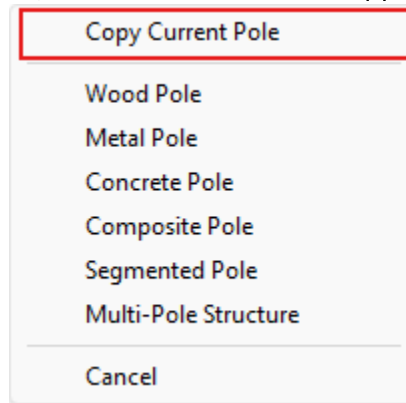 Copy Current Pole
Wood Pole
Metal Pole
Concrete Pole
Composite Pole
Segmented Pole
Multi-Pole Structure
Cancel